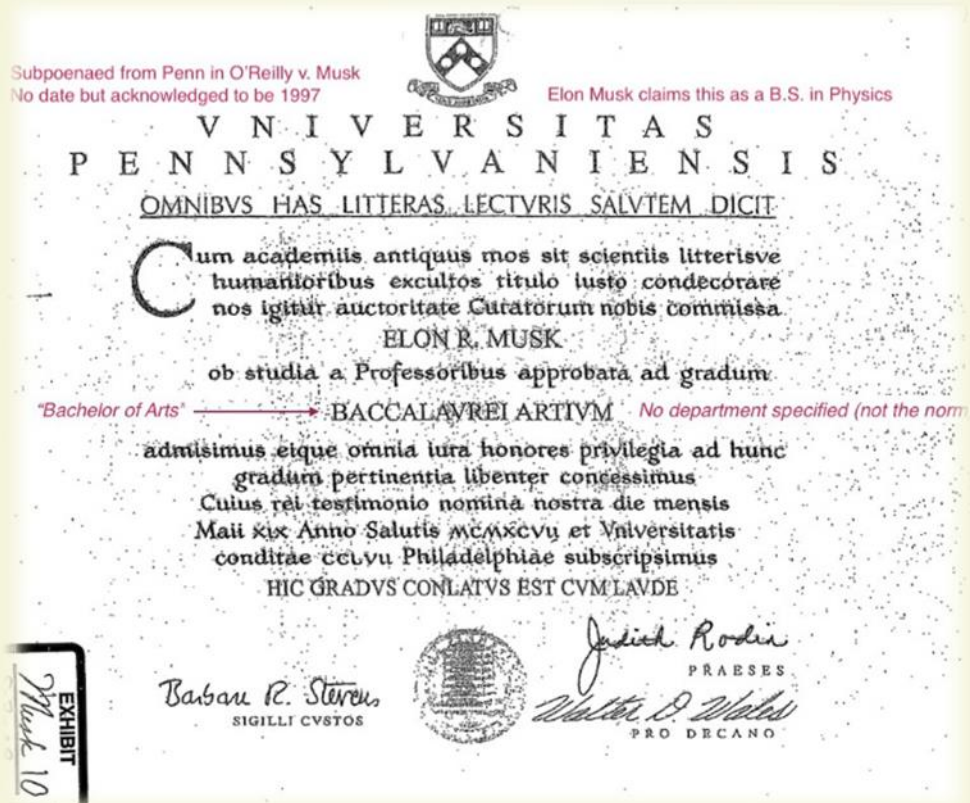 Subpoenaed from Penn in O'Reilly v. Musk
No date but acknowledged to be 1997
Elon Musk claims this as a B.S. in Physics
VNIVERSITAS
PENNSYLVANIENSIS
OMNIBVS HAS LITTERAS LECTVRIS SALVTEM DICIT
Cum academiis antiquus mos sit scientiis litterisve
humanioribus excultos titulo iusto condecorare
nos igitur auctoritate Curatorum nobis commissa
ELON R. MUSK
ob studia a Professoribus approbata ad gradum
"Bachelor of Arts" BACCALAVREI ARTIVM No department specified (not the norm
admisimus eique omnia iura honores privilegia ad hunc
gradum pertinentia libenter concessimus
Cuius rei testimonio nomina nostra die mensis
Maii xix Anno Salutis MCMXCVII et Vniversitatis
conditae CCLVII Philadelphiae subscripsimus
HIC GRADVS CONLATVS EST CVM LAVDE
Judith Rodin
PRAESES
Barbara R. Stevens
SIGILLI CVSTOS
Walter D. Wales
PRO DECANO
EXHIBIT
Musk 10